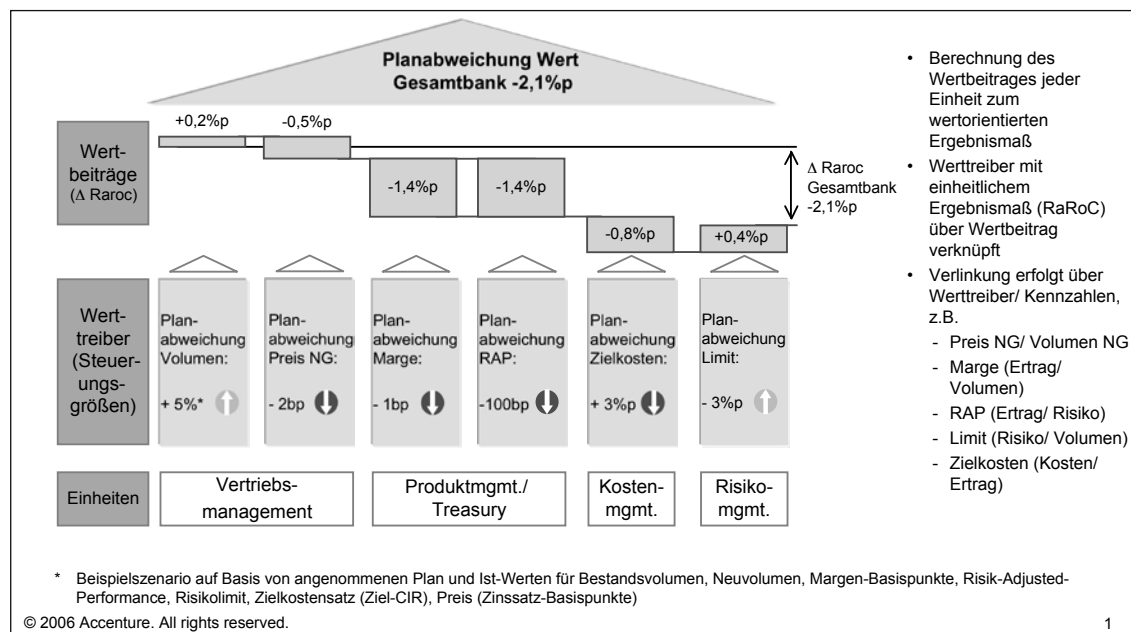 Planabweichung Wert
Gesamtbank -2,1%p
+0,2%p
-0,5%p
Wert-
beiträge
(Δ Raroc)
-1,4%p
-1,4%p
-0,8%p
+0,4%p
Δ Raroc
Gesamtbank
-2,1%p
Wert-
treiber
(Steuer-
ungs-
größen)
Plan-
abweichung
Volumen:
+ 5%*
Plan-
abweichung
Preis NG:
- 2bp
Plan-
abweichung
Marge:
- 1bp
Plan-
abweichung
RAP:
-100bp
Plan-
abweichung
Zielkosten:
+ 3%p
Plan-
abweichung
Limit:
- 3%p
Einheiten
Vertriebs-
management
Produktmgmt./
Treasury
Kosten-
mgmt.
Risiko-
mgmt.
• Berechnung des
Wertbeitrages jeder
Einheit zum
wertorientierten
Ergebnismaß
• Werttreiber mit
einheitlichem
Ergebnismaß (RaRoC)
über Wertbeitrag
verknüpft
• Verlinkung erfolgt über
Werttreiber/ Kennzahlen,
z.B.
- Preis NG/ Volumen NG
- Marge (Ertrag/
Volumen)
- RAP (Ertrag/ Risiko)
- Limit (Risiko/ Volumen)
- Zielkosten (Kosten/
Ertrag)
* Beispielszenario auf Basis von angenommenen Plan und Ist-Werten für Bestandsvolumen, Neuvolumen, Margen-Basispunkte, Risik-Adjusted-
Performance, Risikolimit, Zielkostensatz (Ziel-CIR), Preis (Zinssatz-Basispunkte)
© 2006 Accenture. All rights reserved.
1